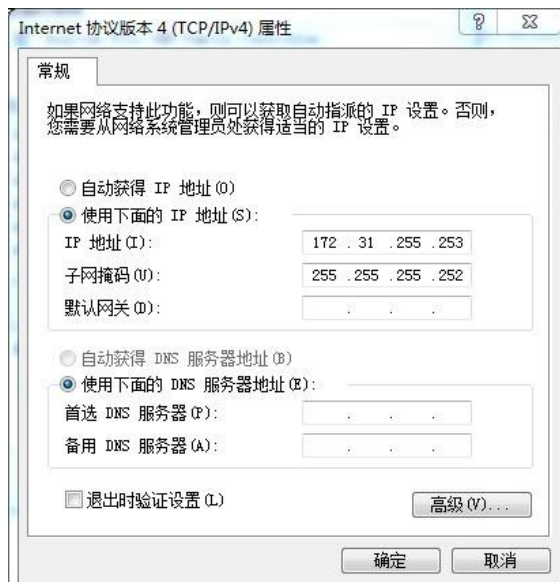 Internet 协议版本 4 (TCP/IPv4) 属性
常规
如果网络支持此功能，则可以获取自动指派的 IP 设置。否则，
您需要从网络系统管理员处获得适当的 IP 设置。
自动获得 IP 地址(O)
使用下面的 IP 地址(S):
IP 地址(I): 172 . 31 .255 .253
子网掩码(U): 255 .255 .255 .252
默认网关(D): . . .
自动获得 DNS 服务器地址(B)
使用下面的 DNS 服务器地址(E):
首选 DNS 服务器(P): . . .
备用 DNS 服务器(A): . . .
退出时验证设置(L) 高级(V)...
确定 取消